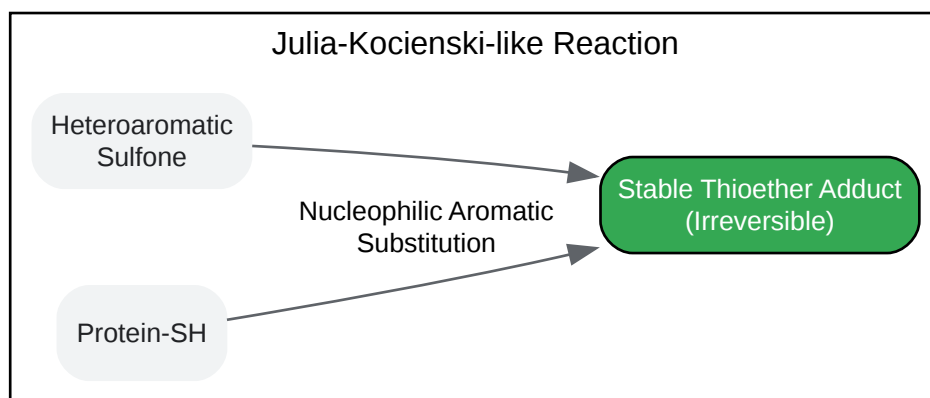 Julia-Kocienski-like Reaction
Heteroaromatic
Sulfone
Stable Thioether Adduct
(Irreversible)
Nucleophilic Aromatic
Substitution
Protein-SH